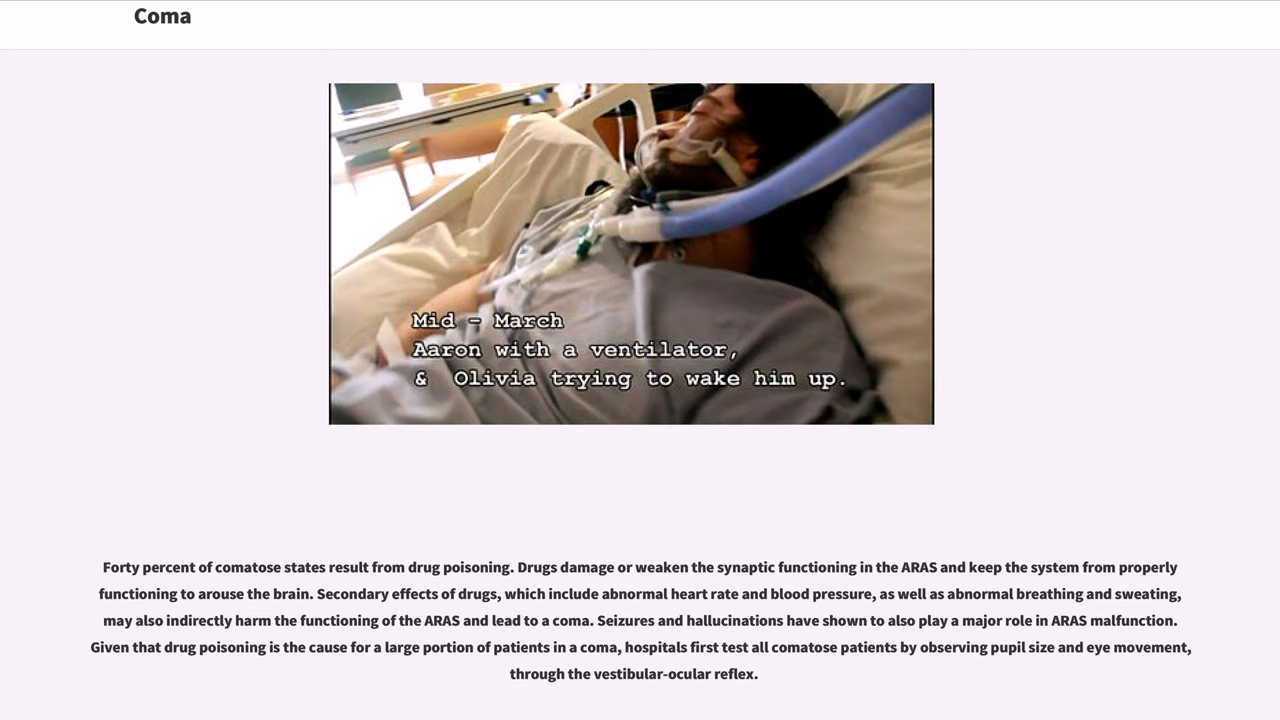 Coma
Mid - March
Aaron with a ventilator,
& Olivia trying to wake him up.
Forty percent of comatose states result from drug poisoning. Drugs damage or weaken the synaptic functioning in the ARAS and keep the system from properly
functioning to arouse the brain. Secondary effects of drugs, which include abnormal heart rate and blood pressure, as well as abnormal breathing and sweating,
may also indirectly harm the functioning of the ARAS and lead to a coma. Seizures and hallucinations have shown to also play a major role in ARAS malfunction.
Given that drug poisoning is the cause for a large portion of patients in a coma, hospitals first test all comatose patients by observing pupil size and eye movement,
through the vestibular-ocular reflex.